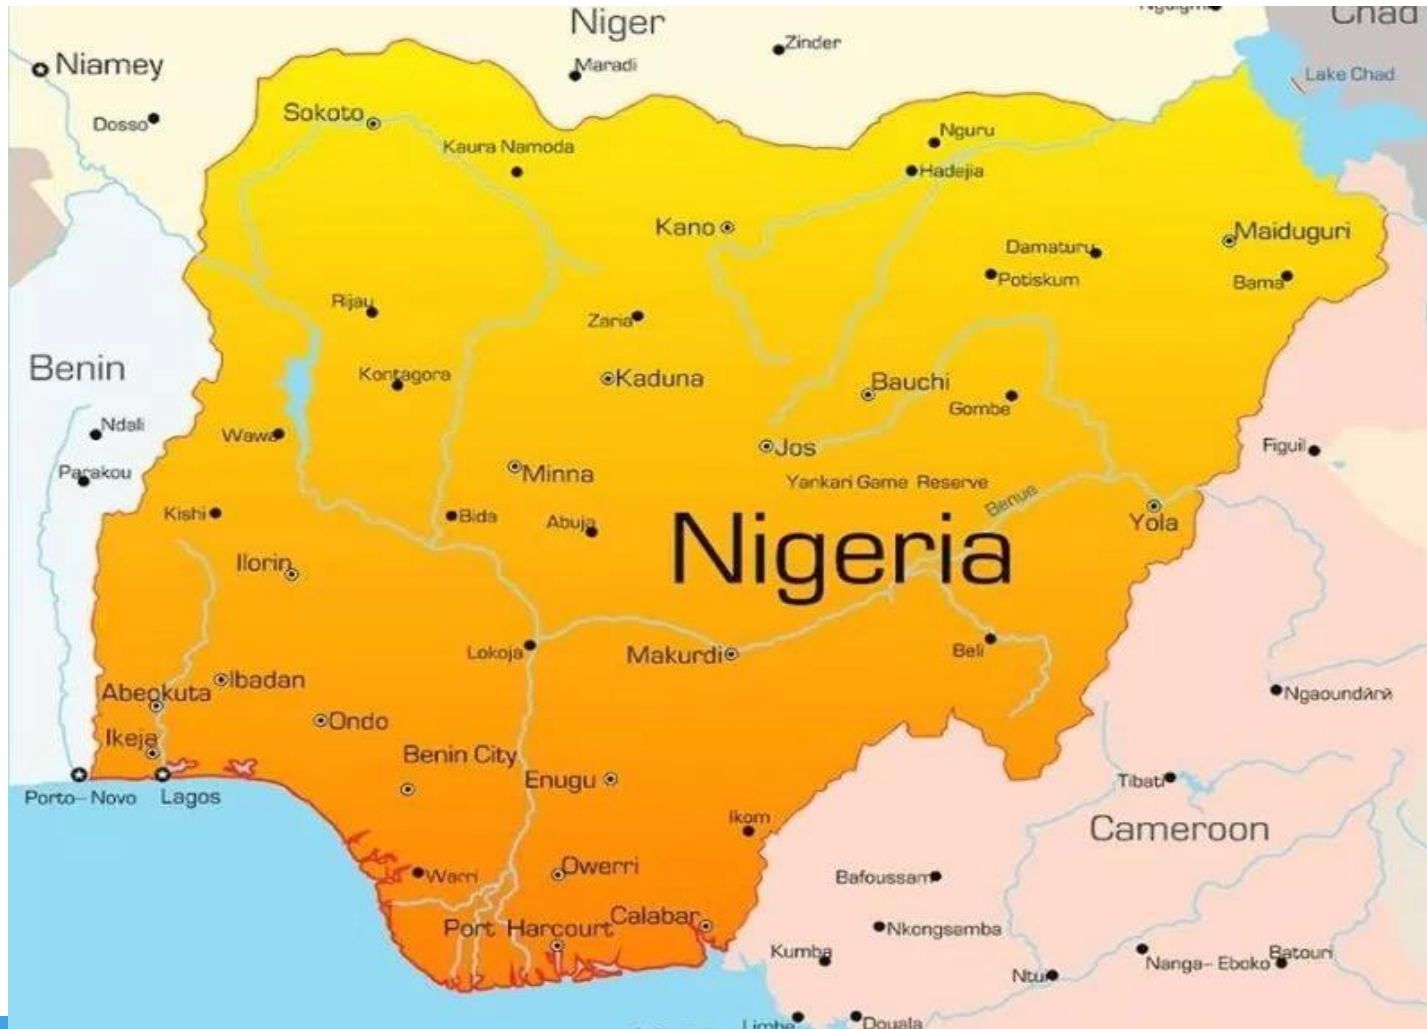 Niger
Chad
Zinder
Niamey
Maradi
Lake Chad
Sokoto
Dosso
Nguru
Kaura Namoda
Hadejia
Kano
Maiduguri
Damaturu
Potiskum
Bama
Rijau
Zaria
Benin
Kontagora
Kaduna
Bauchi
Gombe
Ndali
Wawa
Jos
Figuil
Parakou
Minna
Yankari Game Reserve
Benue
Kishi
Bida
Abuja
Yola
Nigeria
Ilorin
Lokoja
Makurdi
Beli
Ibadan
Abeokuta
Ngaoundéré
Ondo
Ikeja
Benin City
Enugu
Tibati
Porto-Novo
Lagos
Ikom
Cameroon
Owerri
Warri
Bafoussam
Port Harcourt
Calabar
Nkongsamba
Kumba
Batouri
Nanga-Eboko
Ntui
Limbe
Douala